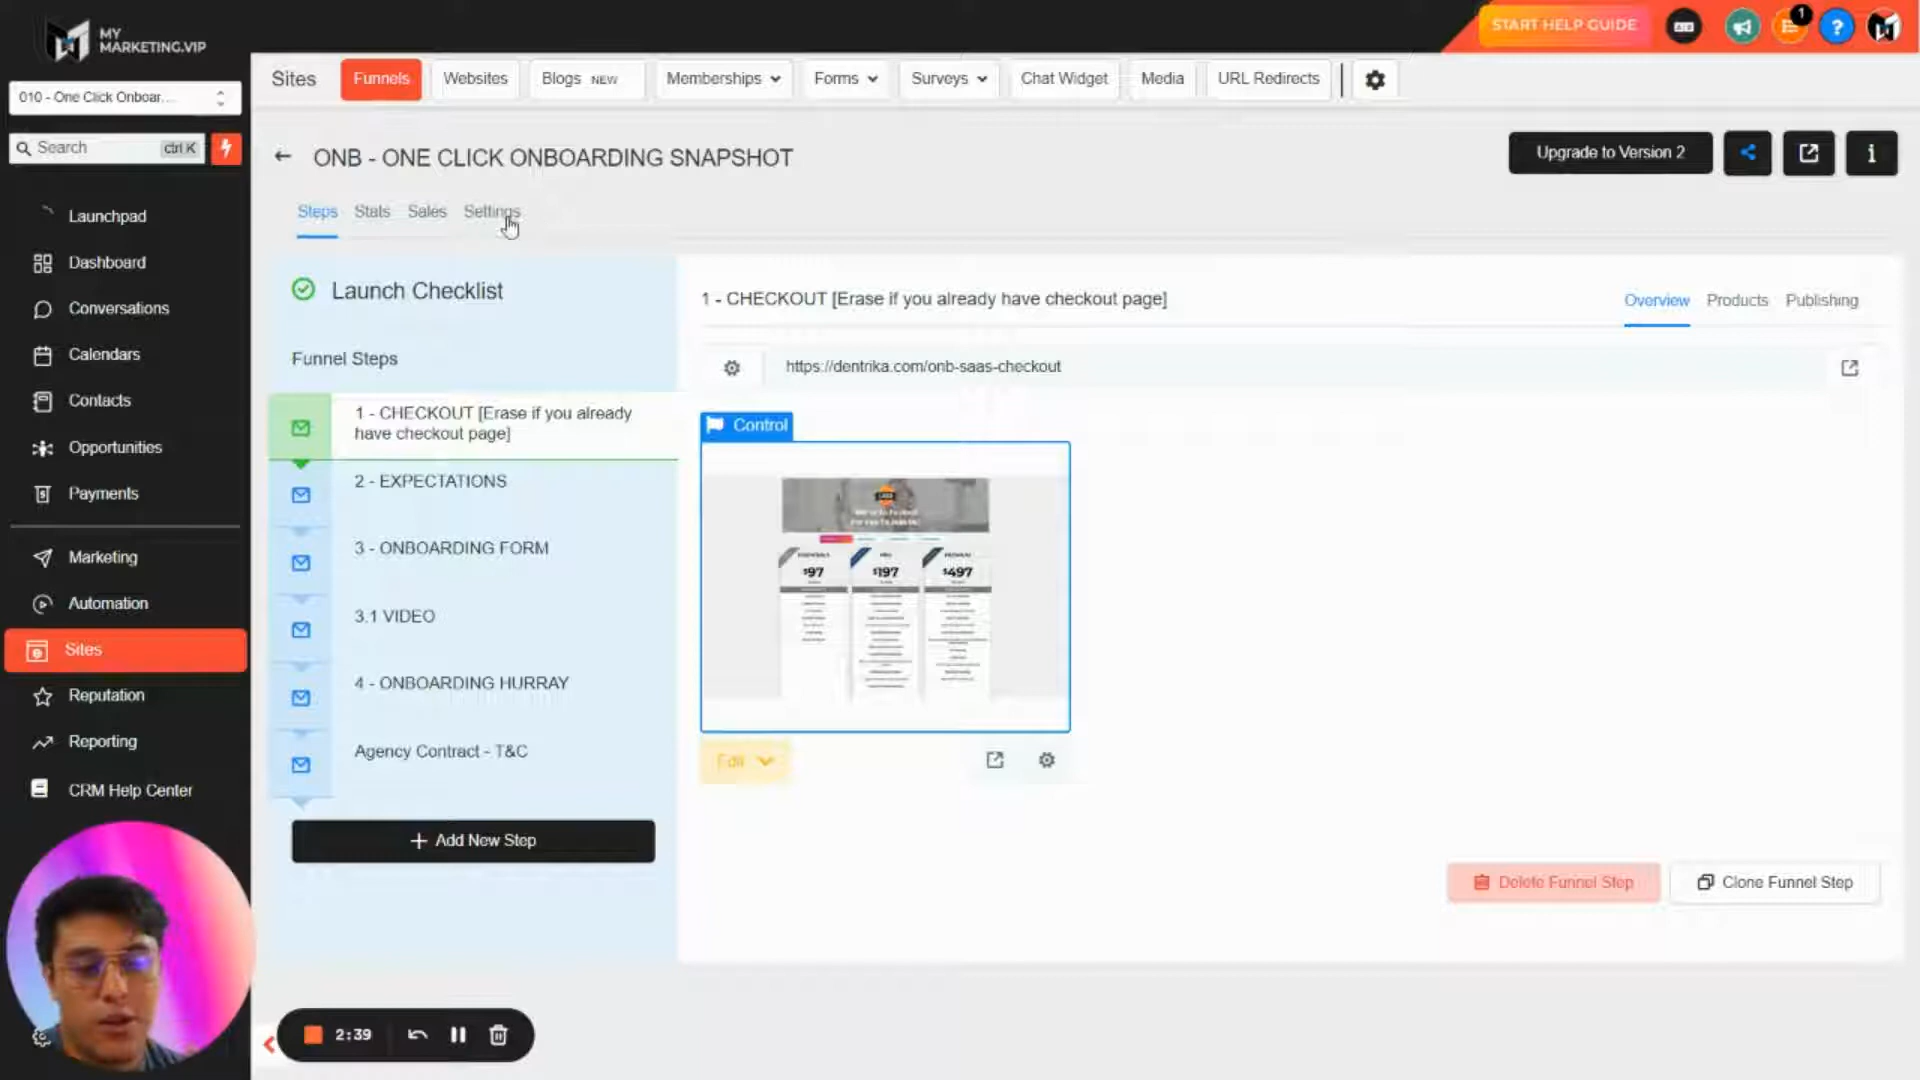 MY
MARKETING.VIP
START HELP GUIDE
1
?
010 - One Click Onboar...
Sites
Funnels
Websites
Blogs NEW
Memberships
Forms
Surveys
Chat Widget
Media
URL Redirects
Search
ctrl K
ONB - ONE CLICK ONBOARDING SNAPSHOT
Upgrade to Version 2
Steps
Stats
Sales
Settings
Launchpad
Dashboard
Conversations
Calendars
Contacts
Opportunities
Payments
Marketing
Automation
Sites
Reputation
Reporting
CRM Help Center
Launch Checklist
Funnel Steps
1 - CHECKOUT [Erase if you already
have checkout page]
2 - EXPECTATIONS
3 - ONBOARDING FORM
3.1 VIDEO
4 - ONBOARDING HURRAY
Agency Contract - T&C
+ Add New Step
1 - CHECKOUT [Erase if you already have checkout page]
Overview
Products
Publishing
https://dentrika.com/onb-saas-checkout
Control
$97
$197
$497
Edit
Delete Funnel Step
Clone Funnel Step
2:39